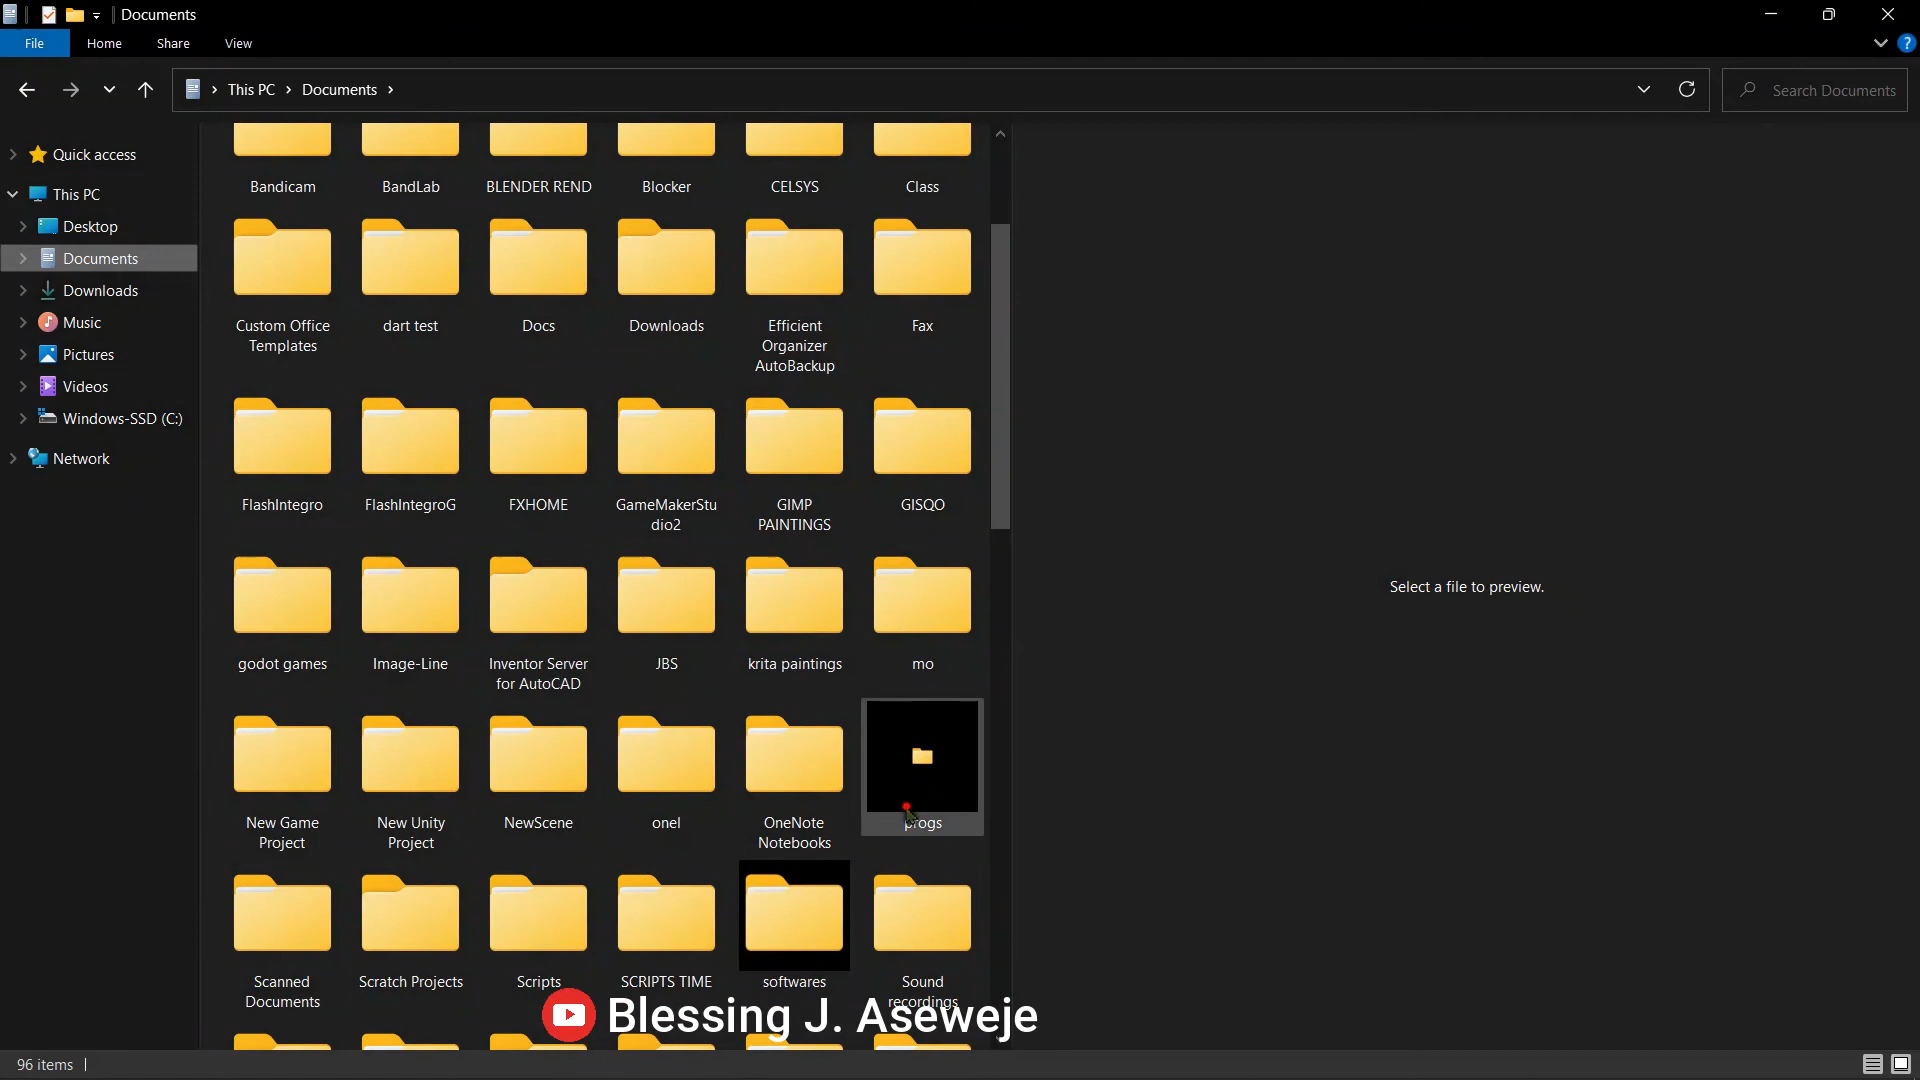 Documents
File
Home
Share
View
This PC
Documents
Search Documents
Quick access
This PC
Desktop
Documents
Downloads
Music
Pictures
Videos
Windows-SSD (C:)
Network
Bandicam
BandLab
BLENDER REND
Blocker
CELSYS
Class
Custom Office
Templates
dart test
Docs
Downloads
Efficient
Organizer
AutoBackup
Fax
FlashIntegro
FlashIntegroG
FXHOME
GameMakerStu
dio2
GIMP
PAINTINGS
GISQO
godot games
Image-Line
Inventor Server
for AutoCAD
JBS
krita paintings
mo
New Game
Project
New Unity
Project
NewScene
onel
OneNote
Notebooks
progs
Scanned
Documents
Scratch Projects
Scripts
SCRIPTS TIME
softwares
Sound
recordings
Select a file to preview.
Blessing J. Aseweje
96 items